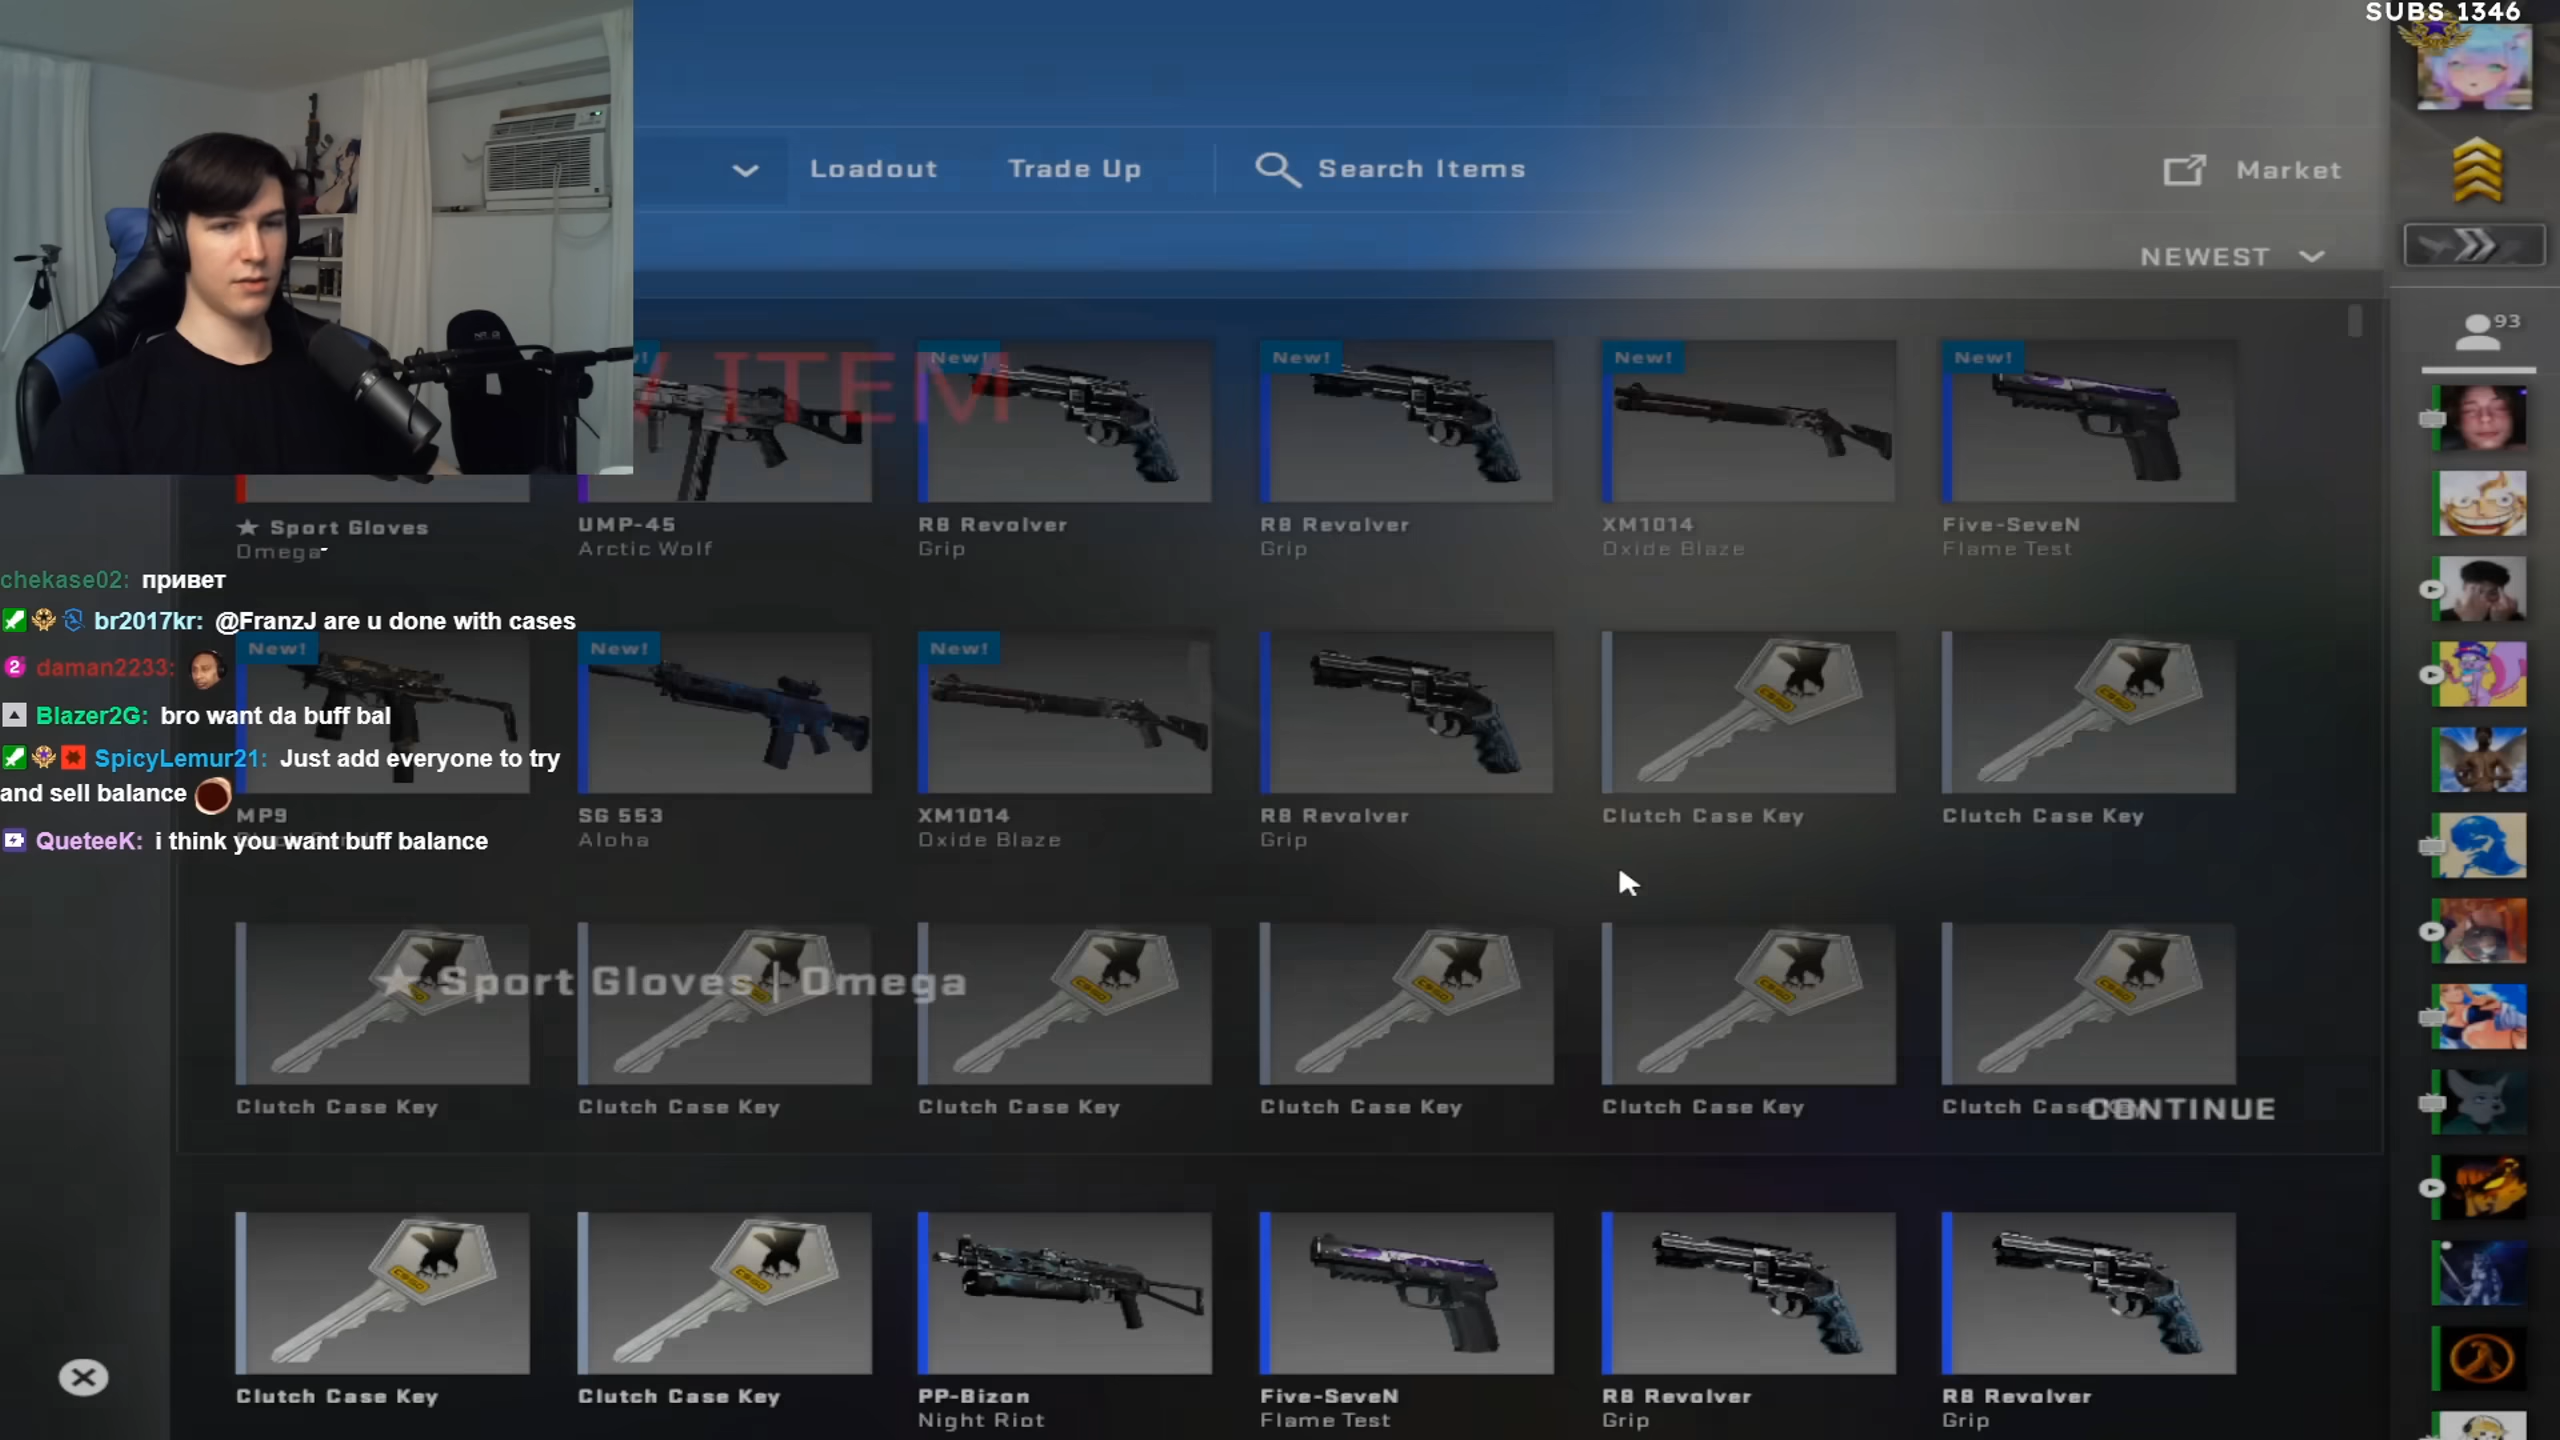 SUBS 1346
Loadout
Trade Up
Search Items
Market
NEWEST
93
ITEM
New!
New!
New!
New!
★ Sport Gloves
Omega
UMP-45
Arctic Wolf
R8 Revolver
Grip
R8 Revolver
Grip
XM1014
Oxide Blaze
Five-SeveN
Flame Test
chekase02: привет
br2017kr: @FranzJ are u done with cases
2 daman2233:
Blazer2G: bro want da buff bal
SpicyLemur21: Just add everyone to try
and sell balance
QueteeK: i think you want buff balance
New!
New!
New!
MP9
SG 553
Aloha
XM1014
Oxide Blaze
R8 Revolver
Grip
Clutch Case Key
Clutch Case Key
★ Sport Gloves | Omega
Clutch Case Key
Clutch Case Key
Clutch Case Key
Clutch Case Key
Clutch Case Key
Clutch Case
CONTINUE
Clutch Case Key
Clutch Case Key
PP-Bizon
Night Riot
Five-SeveN
Flame Test
R8 Revolver
Grip
R8 Revolver
Grip